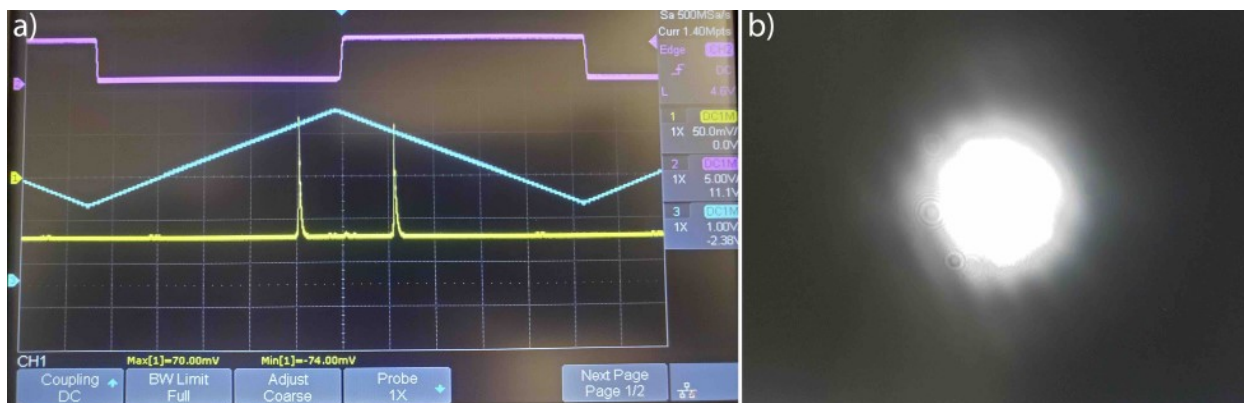 a)
b)
Sa 500MSa/s
Curr 1.40Mpts
Edge CH2
DC
L 4.6V
1 DC1M
1X 50.0mV/
0.0V
2 DC1M
1X 5.00V/
11.1V
3 DC1M
1X 1.00V
-2.38V
CH1
Max[1]=70.00mV Min[1]=-74.00mV
Coupling
DC
BW Limit
Full
Adjust
Coarse
Probe
1X
Next Page
Page 1/2